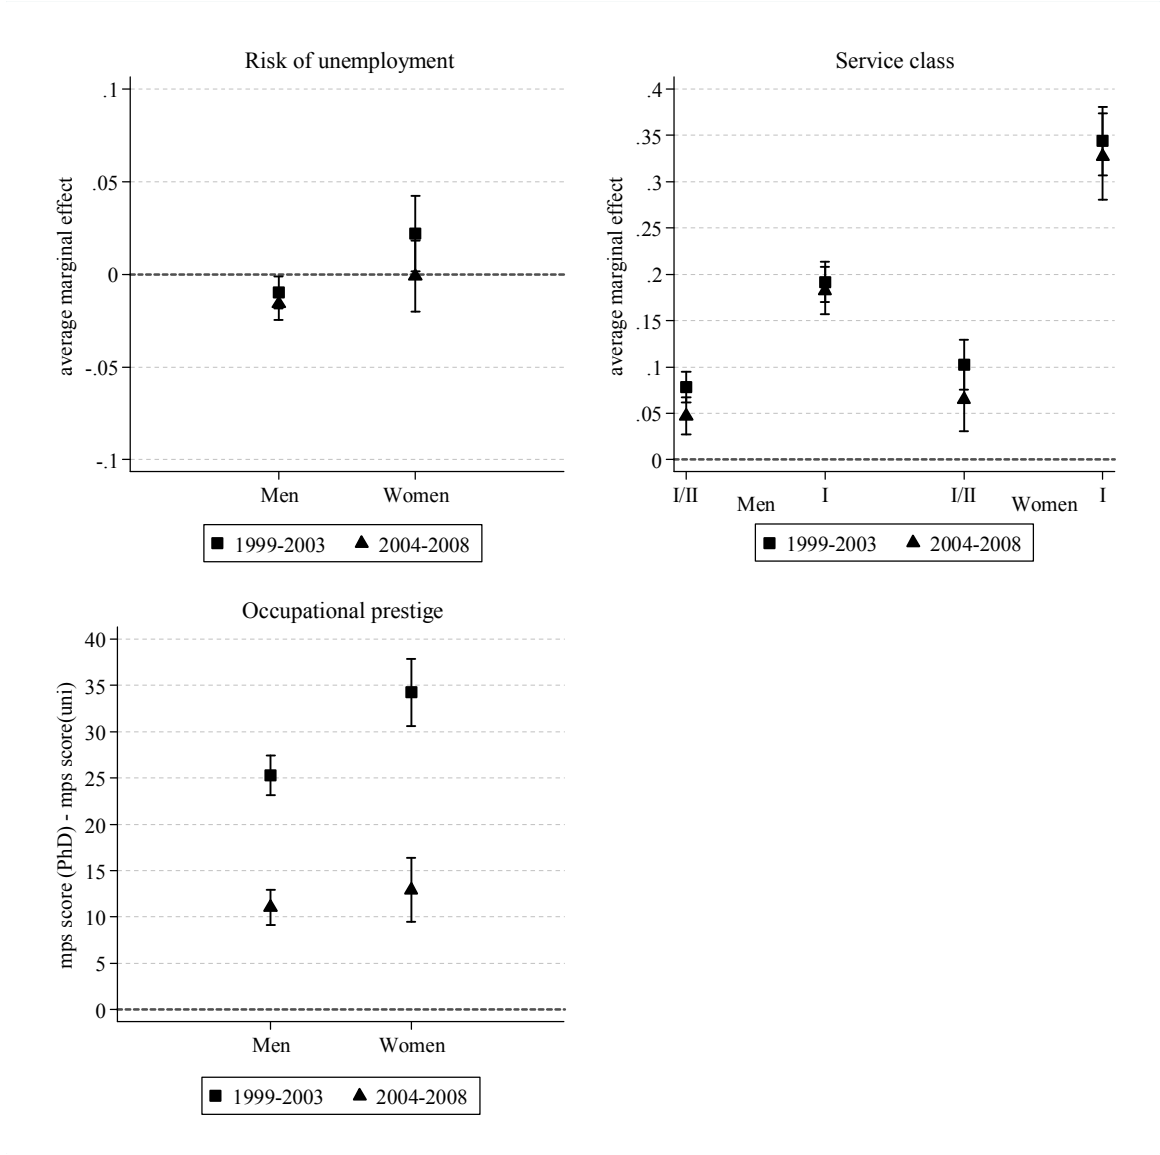 Risk of unemployment
average marginal effect
.1
.05
0
-.05
-.1
Men Women
1999-2003 2004-2008
Service class
average marginal effect
.4
.35
.3
.25
.2
.15
.1
.05
0
I/II Men I I/II Women I
1999-2003 2004-2008
Occupational prestige
mps score (PhD) - mps score(uni)
40
35
30
25
20
15
10
5
0
Men Women
1999-2003 2004-2008